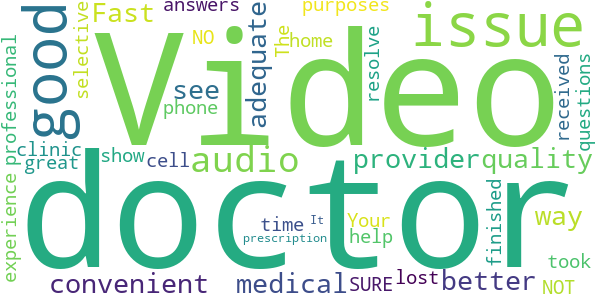 Fast answers purposes
good Video issue
selective NO The home
adequate resolve
see phone
received questions
experience professional
clinic great show cell audio provider quality
doctor
time It Your way
prescription help finished took
convenient medical SURE lost better NOT